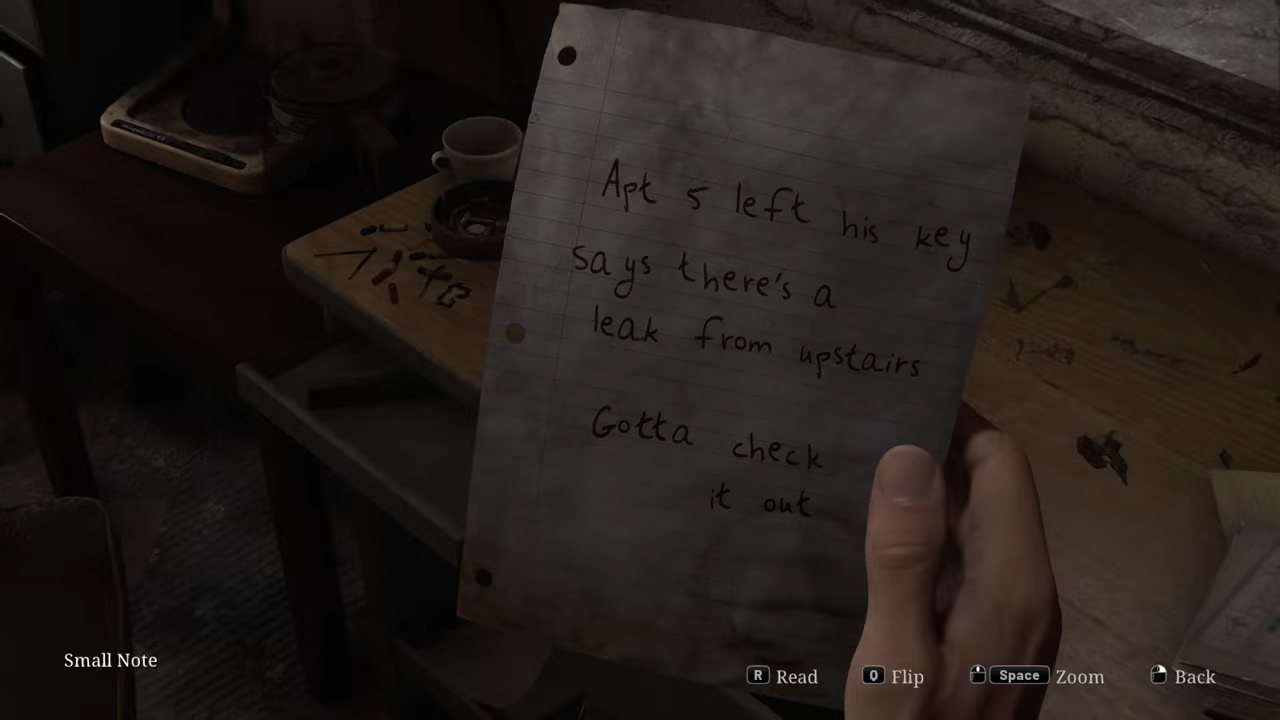 Apt 5 left his key
says there's a
leak from upstairs
Gotta check
it out
Small Note
R Read
Q Flip
Space Zoom
Back